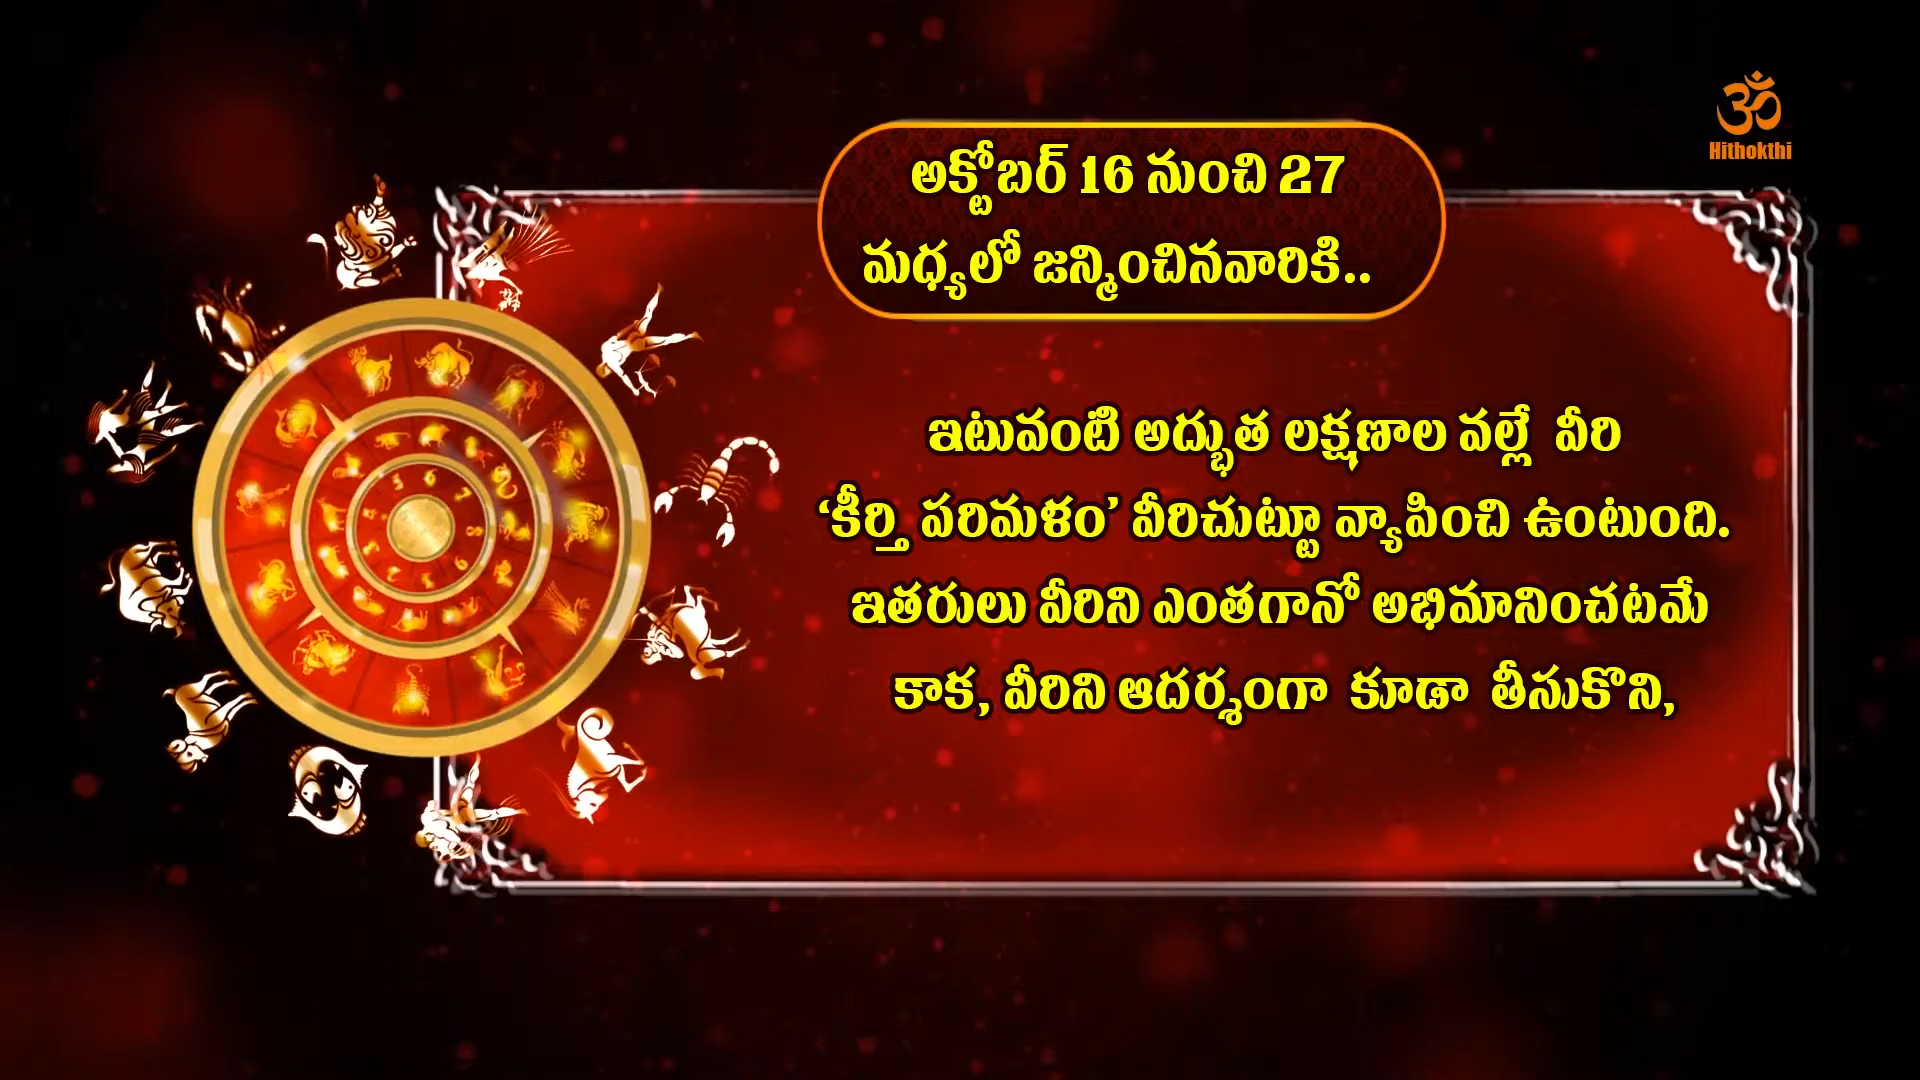 ॐ
Hithokthi
అక్టోబర్ 16 నుంచి 27
మధ్యలో జన్మించినవారికి..
ఇటువంటి అద్భుత లక్షణాల వల్లే వీరి
‘కీర్తి పరిమళం’ వీరిచుట్టూ వ్యాపించి ఉంటుంది.
ఇతరులు వీరిని ఎంతగానో అభిమానించటమే
కాక, వీరిని ఆదర్శంగా కూడా తీసుకొని,